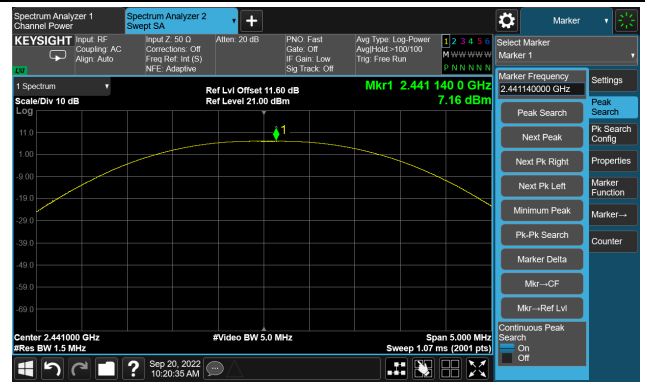 Spectrum Analyzer 1
Channel Power
Spectrum Analyzer 2
Swept SA
Marker
KEYSIGHT
Input: RF
Coupling: AC
Align: Auto
Input Z: 50 Ω
Corrections: Off
Freq Ref: Int (S)
NFE: Adaptive
Atten: 20 dB
PNO: Fast
Gate: Off
IF Gain: Low
Sig Track: Off
Avg Type: Log-Power
Avg|Hold:>100/100
Trig: Free Run
1 2 3 4 5 6
M W W W W W
P N N N N N
LXI
Select Marker
Marker 1
1 Spectrum
Scale/Div 10 dB
Log
Ref Lvl Offset 11.60 dB
Ref Level 21.00 dBm
Mkr1 2.441 140 0 GHz
7.16 dBm
1
11.0
1.00
-9.00
-19.0
-29.0
-39.0
-49.0
-59.0
-69.0
Center 2.441000 GHz
#Res BW 1.5 MHz
#Video BW 5.0 MHz
Span 5.000 MHz
Sweep 1.07 ms (2001 pts)
Marker Frequency
2.441140000 GHz
Peak Search
Next Peak
Next Pk Right
Next Pk Left
Minimum Peak
Pk-Pk Search
Marker Delta
Mkr→CF
Mkr→Ref Lvl
Continuous Peak
Search
On
Off
Settings
Peak
Search
Pk Search
Config
Properties
Marker
Function
Marker→
Counter
Sep 20, 2022
10:20:35 AM